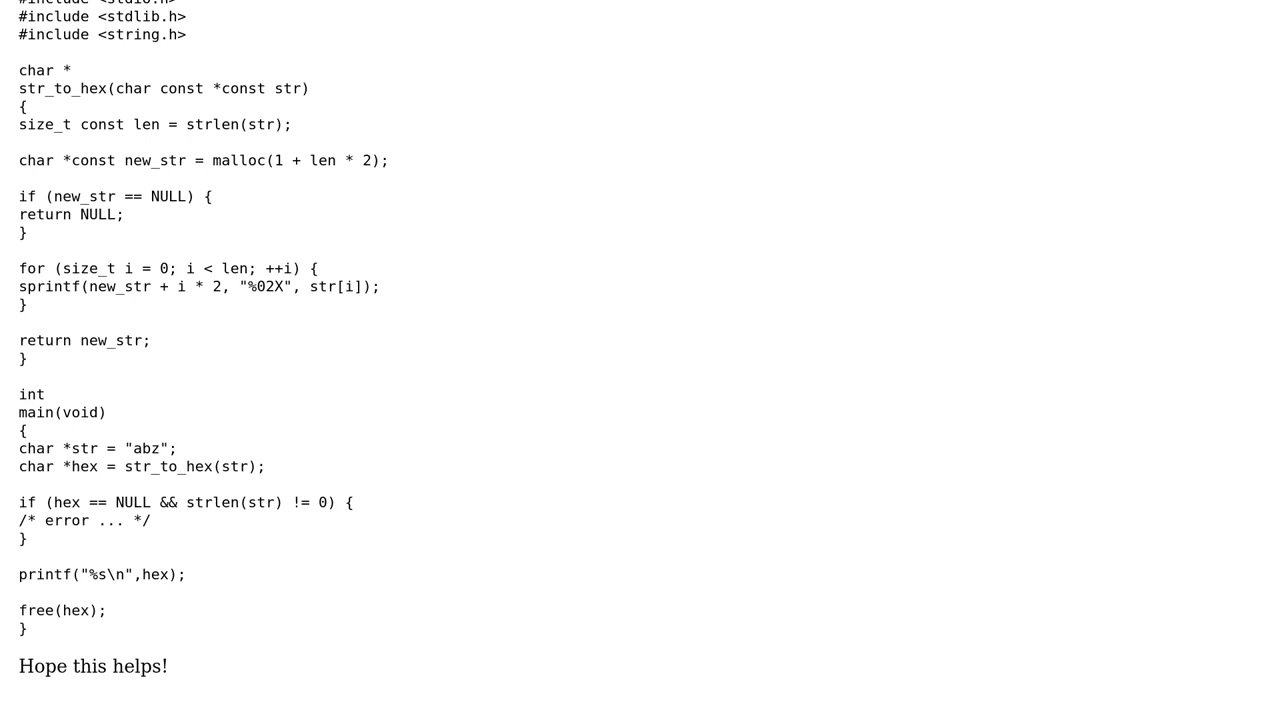 #include <stdio.h>
#include <stdlib.h>
#include <string.h>
char *
str_to_hex(char const *const str)
{
size_t const len = strlen(str);
char *const new_str = malloc(1 + len * 2);
if (new_str == NULL) {
return NULL;
}
for (size_t i = 0; i < len; ++i) {
sprintf(new_str + i * 2, "%02X", str[i]);
}
return new_str;
}
int
main(void)
{
char *str = "abz";
char *hex = str_to_hex(str);
if (hex == NULL && strlen(str) != 0) {
/* error ... */
}
printf("%s\n",hex);
free(hex);
}
Hope this helps!